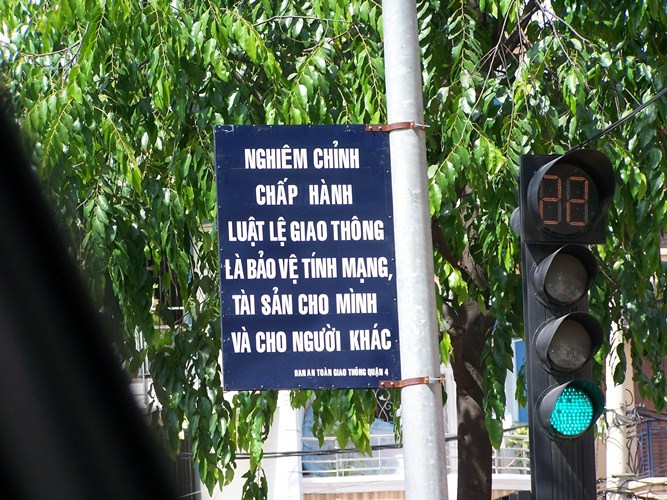 NGHIÊM CHỈNH
CHẤP HÀNH
LUẬT LỆ GIAO THÔNG
LÀ BẢO VỆ TÍNH MẠNG,
TÀI SẢN CHO MÌNH
VÀ CHO NGƯỜI KHÁC
BAN AN TOÀN GIAO THÔNG QUẬN 4
22